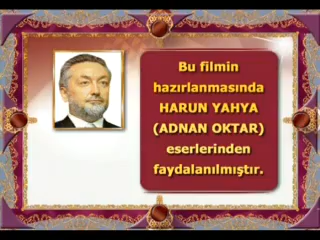 Bu filmin
hazırlanmasında
HARUN YAHYA
(ADNAN OKTAR)
eserlerinden
faydalanılmıştır.